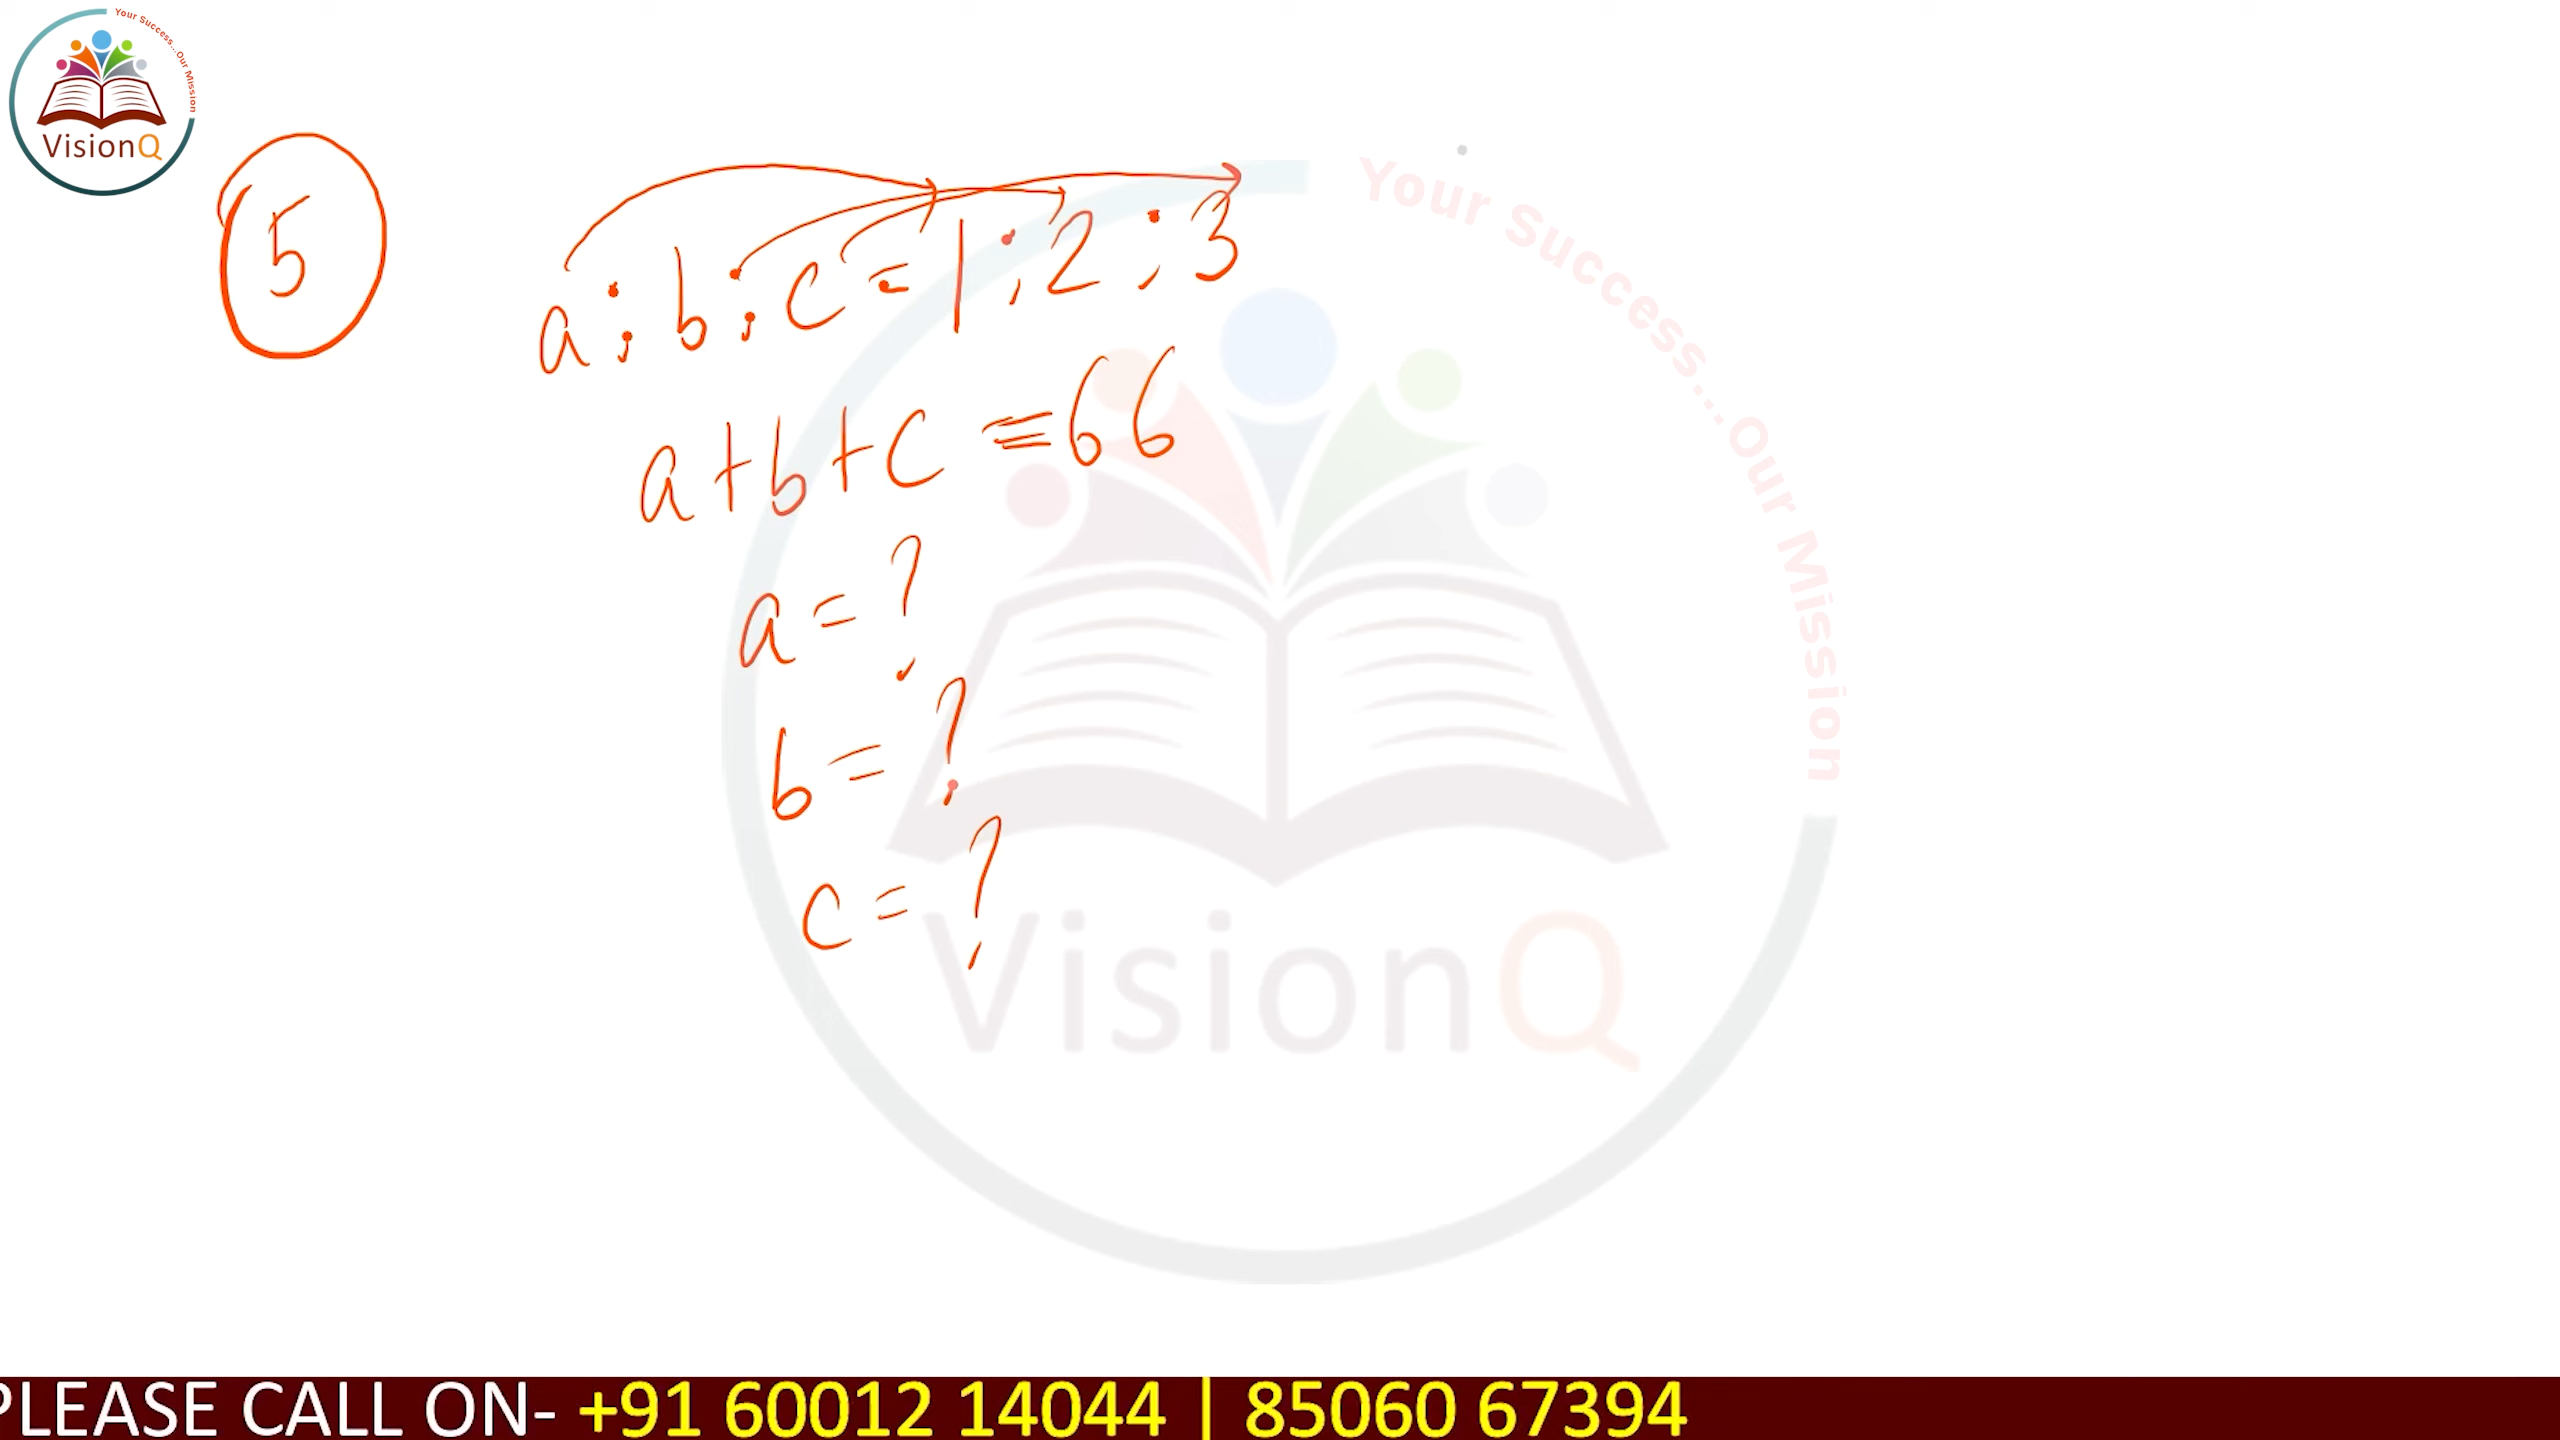 Your Success...Our Mission
VisionQ
5
a:b:c = 1:2:3
a+b+c = 66
a = ?
b = ?
c = ?
Your Success...Our Mission
VisionQ
PLEASE CALL ON- +91 60012 14044 | 85060 67394